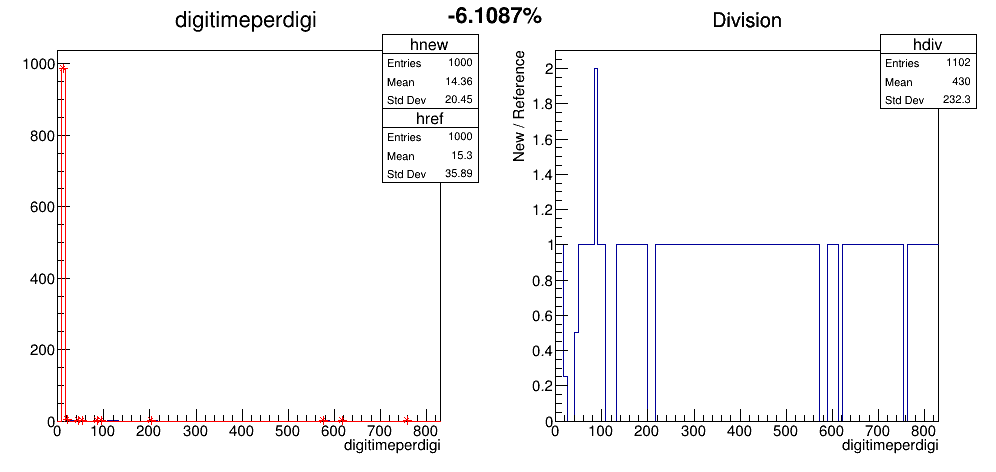 -6.1087%
digitimeperdigi
hnew
Entries 1000
Mean 14.36
Std Dev 20.45
href
Entries 1000
Mean 15.3
Std Dev 35.89
1000
800
600
400
200
0
0 100 200 300 400 500 600 700 800
digitimeperdigi
Division
hdiv
Entries 1102
Mean 430
Std Dev 232.3
New / Reference
2
1.8
1.6
1.4
1.2
1
0.8
0.6
0.4
0.2
0
0 100 200 300 400 500 600 700 800
digitimeperdigi